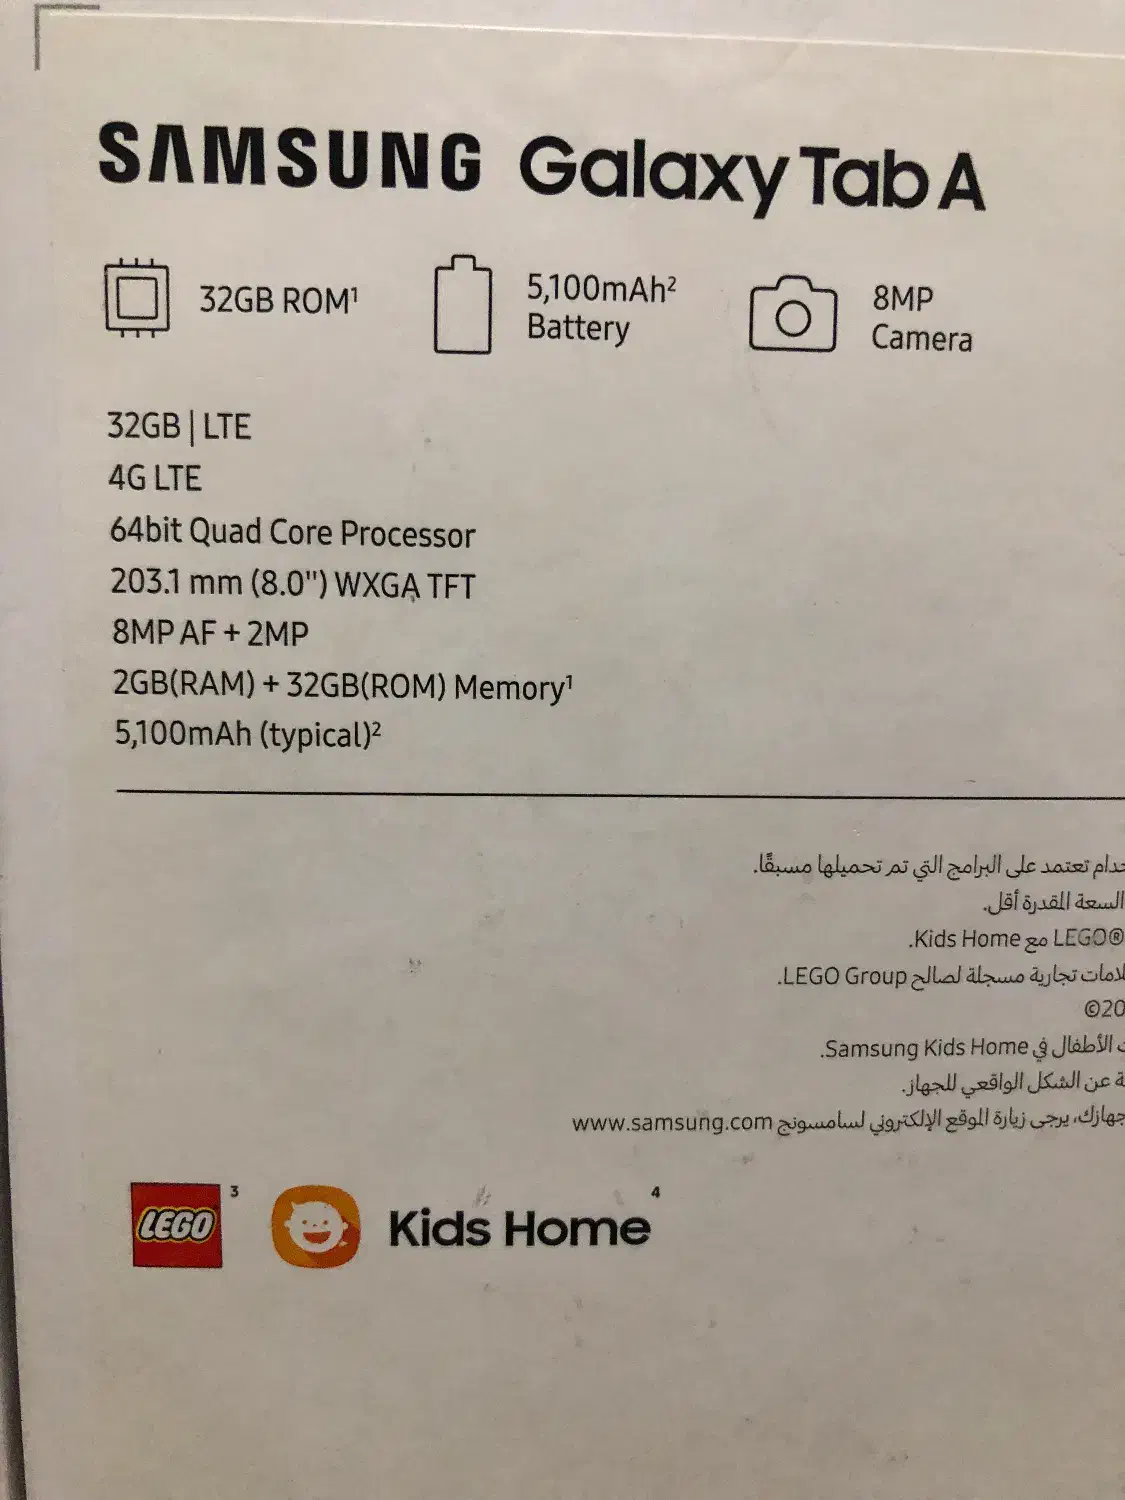 SAMSUNG Galaxy Tab A
32GB ROM¹
5,100mAh²
Battery
8MP
Camera
32GB | LTE
4G LTE
64bit Quad Core Processor
203.1 mm (8.0") WXGA TFT
8MP AF + 2MP
2GB(RAM) + 32GB(ROM) Memory¹
5,100mAh (typical)²
تعتمد على البرامج التي تم تحميلها مسبقًا.
السعة المقدرة أقل.
LEGO® مع Kids Home.
تجارية مسجلة لصالح LEGO Group.
©20
الأطفال في Samsung Kids Home.
عن الشكل الواقعي للجهاز.
جهازك، يرجى زيارة الموقع الإلكتروني لسامسونج www.samsung.com
LEGO ³
Kids Home ⁴